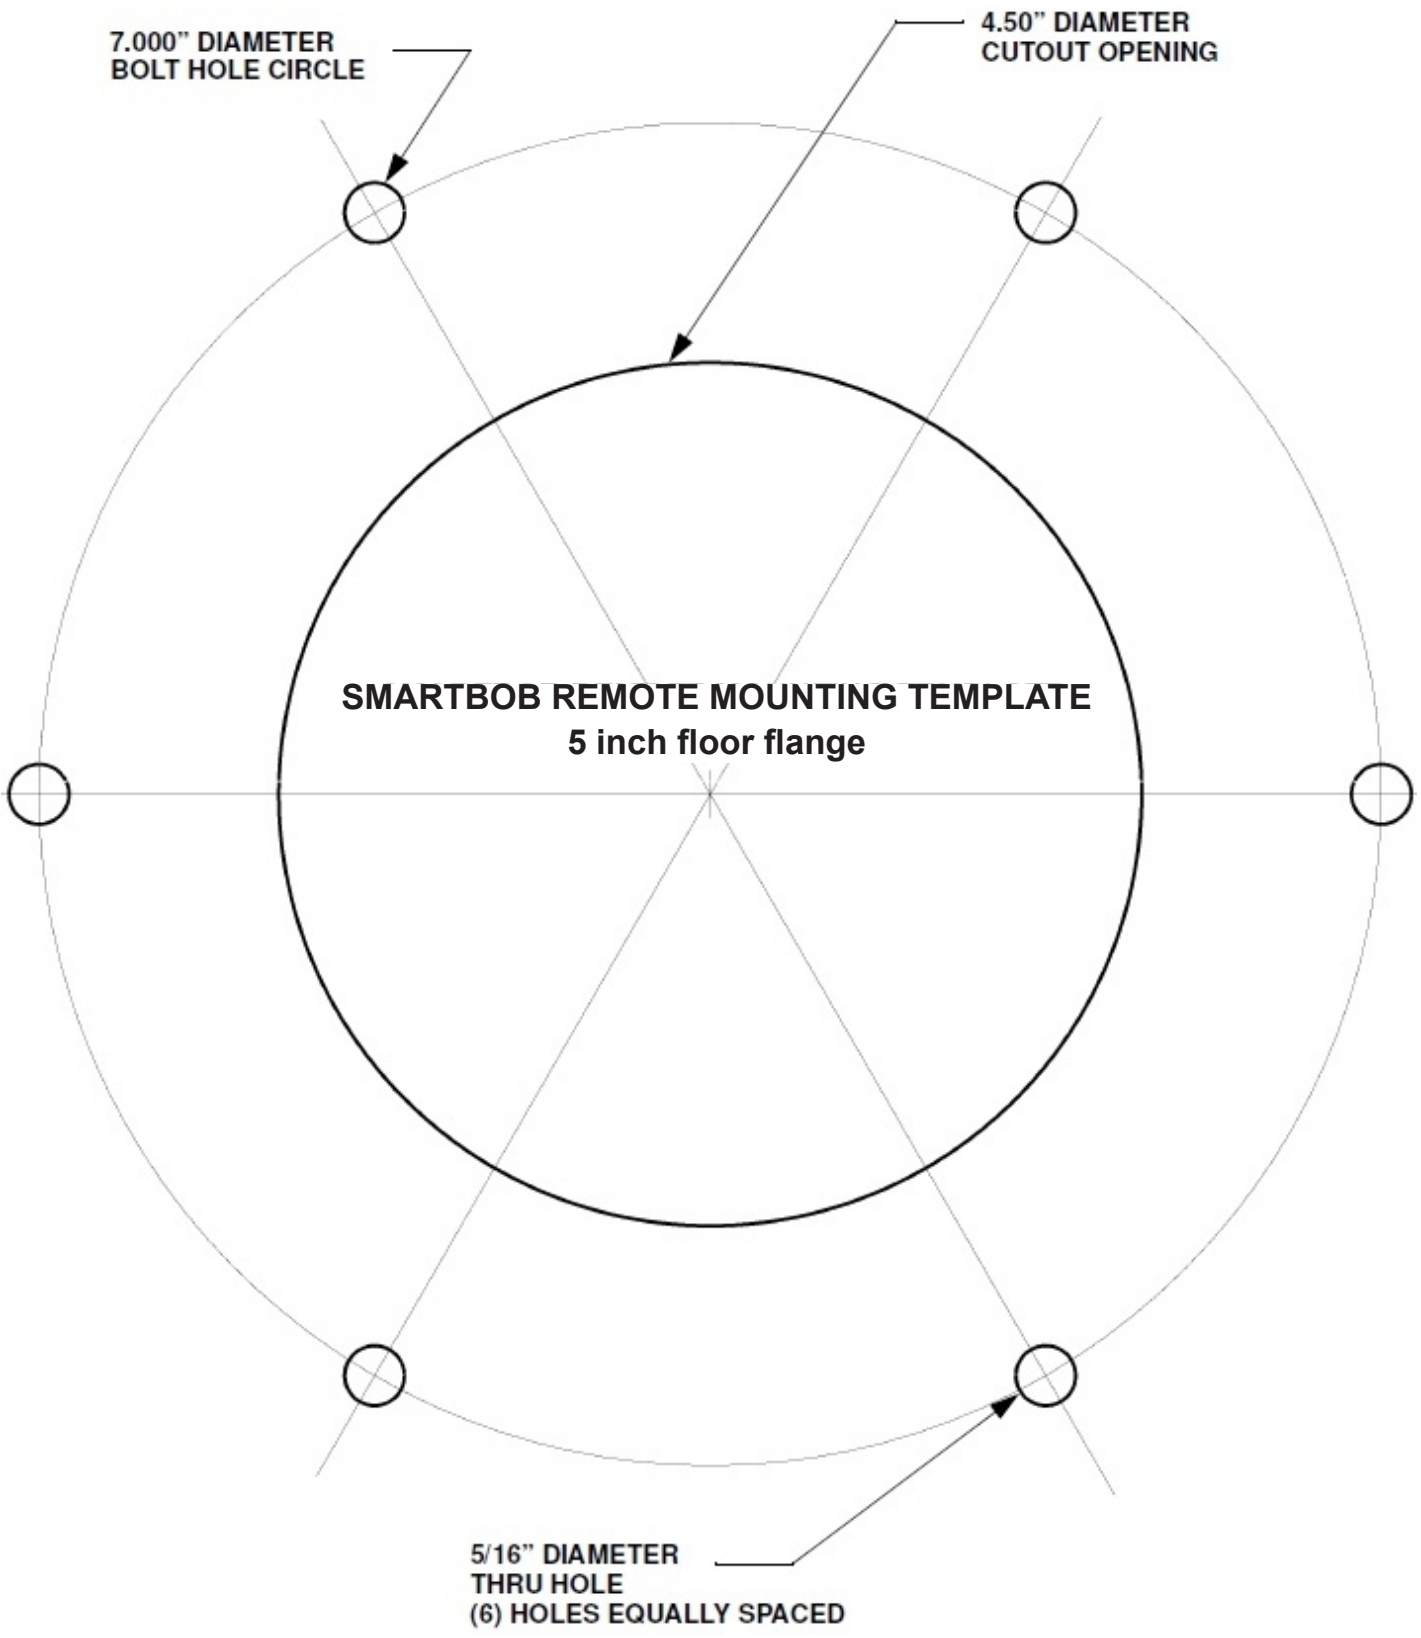 7.000” DIAMETER
BOLT HOLE CIRCLE
4.50” DIAMETER
CUTOUT OPENING
SMARTBOB REMOTE MOUNTING TEMPLATE
5 inch floor flange
5/16” DIAMETER
THRU HOLE
(6) HOLES EQUALLY SPACED